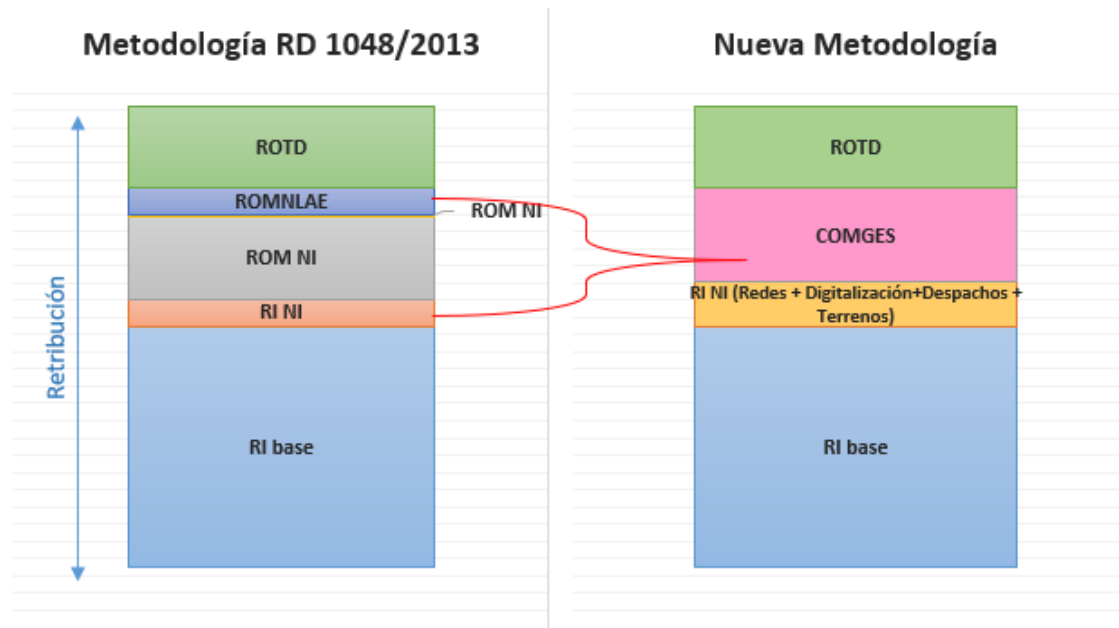 Metodología RD 1048/2013
Nueva Metodología
Retribución
ROTD
ROMNLAE
ROM NI
ROM NI
RI NI
RI base
ROTD
COMGES
RI NI (Redes + Digitalización+Despachos +
Terrenos)
RI base